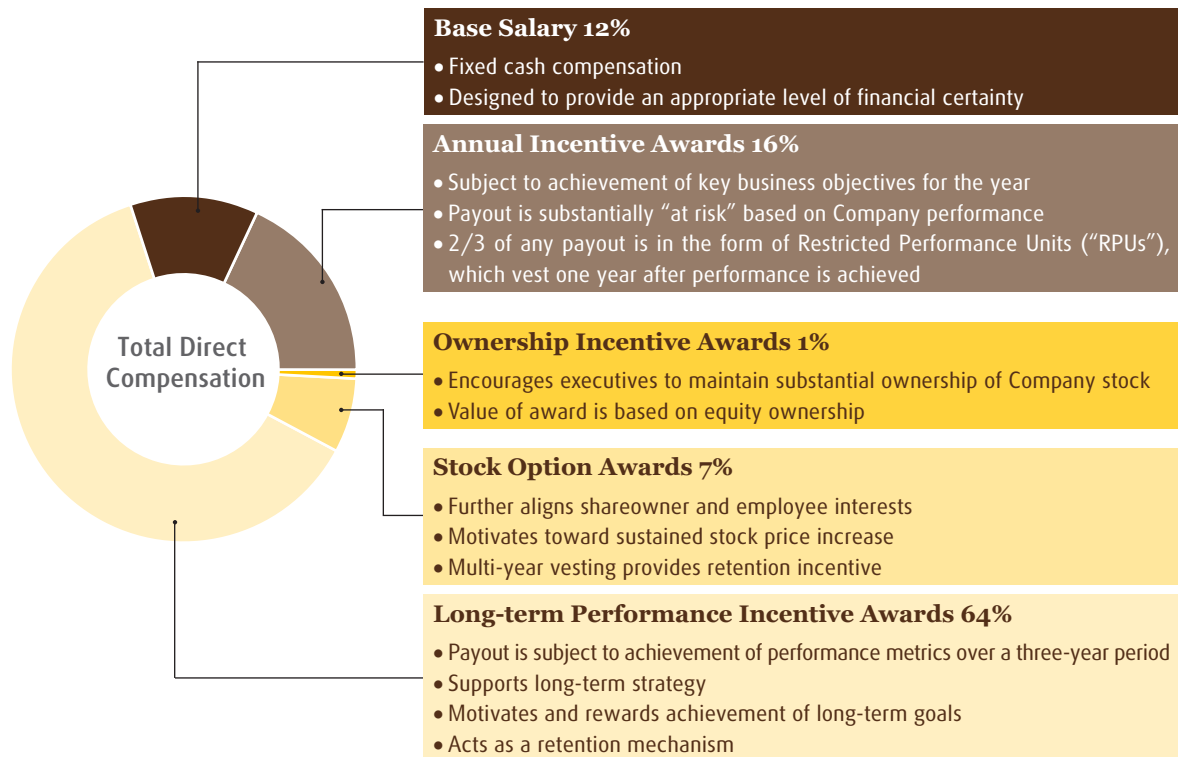 Total Direct
Compensation
Base Salary 12%
• Fixed cash compensation
• Designed to provide an appropriate level of financial certainty
Annual Incentive Awards 16%
• Subject to achievement of key business objectives for the year
• Payout is substantially “at risk” based on Company performance
• 2/3 of any payout is in the form of Restricted Performance Units (“RPUs”),
which vest one year after performance is achieved
Ownership Incentive Awards 1%
• Encourages executives to maintain substantial ownership of Company stock
• Value of award is based on equity ownership
Stock Option Awards 7%
• Further aligns shareowner and employee interests
• Motivates toward sustained stock price increase
• Multi-year vesting provides retention incentive
Long-term Performance Incentive Awards 64%
• Payout is subject to achievement of performance metrics over a three-year period
• Supports long-term strategy
• Motivates and rewards achievement of long-term goals
• Acts as a retention mechanism